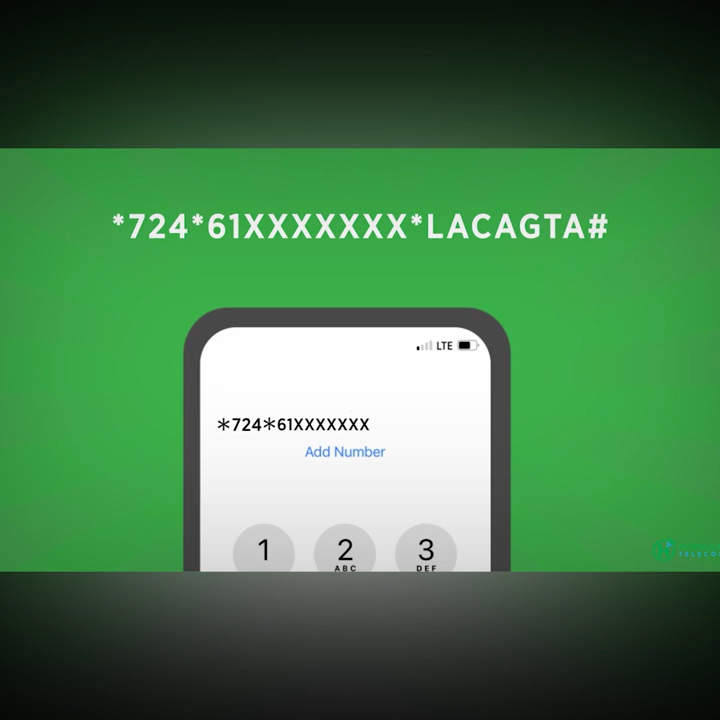 *724*61XXXXXXX*LACAGTA#
LTE
*724*61XXXXXXX
Add Number
1 2 3
ABC DEF